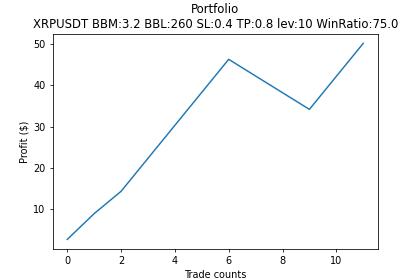 Portfolio
XRPUSDT BBM:3.2 BBL:260 SL:0.4 TP:0.8 lev:10 WinRatio:75.0
50
40
30
20
10
Profit ($)
0 2 4 6 8 10
Trade counts